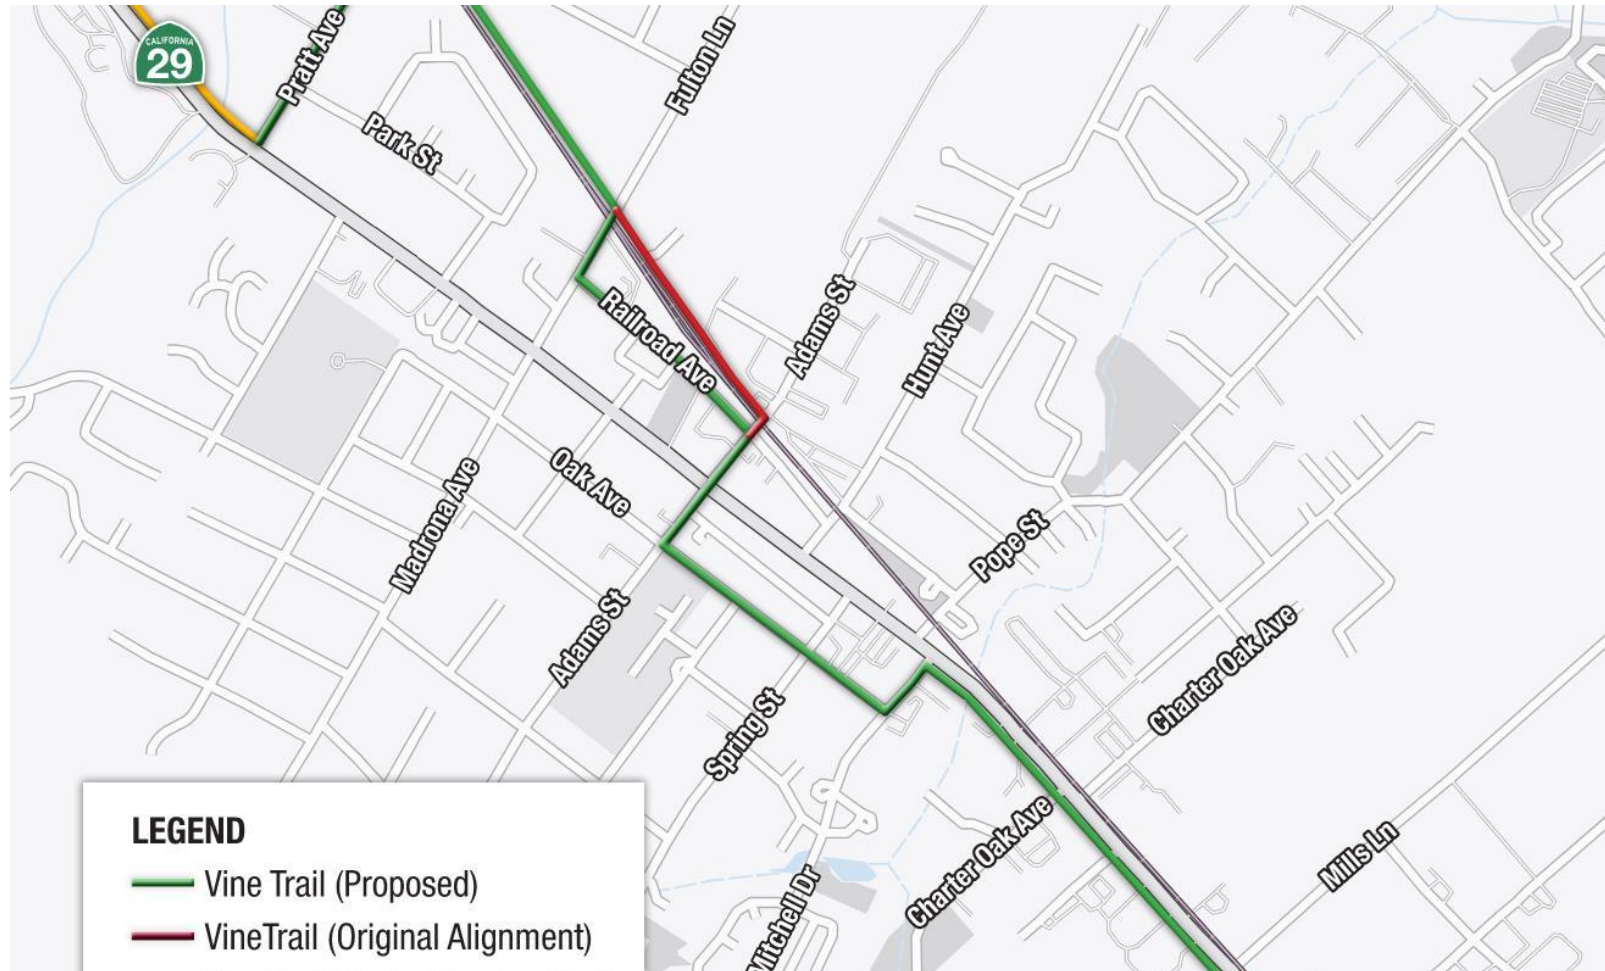 CALIFORNIA
29
Pratt Ave
Park St
Fulton Ln
Railroad Ave
Adams St
Hunt Ave
Madrona Ave
Oak Ave
Pope St
Adams St
Spring St
Charter Oak Ave
Charter Oak Ave
Mills Ln
Mitchell Dr
LEGEND
Vine Trail (Proposed)
VineTrail (Original Alignment)